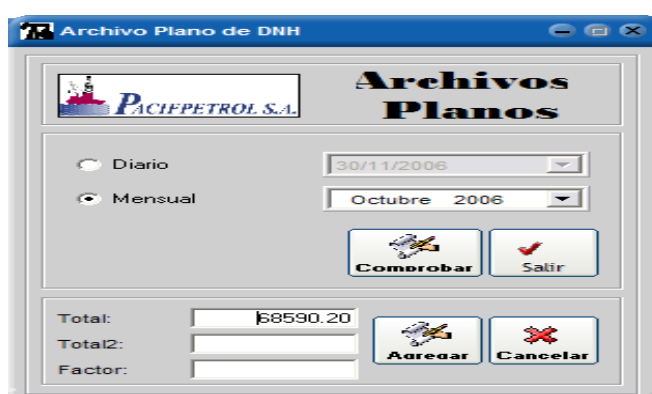 Archivo Plano de DNH
PACIFPETROL S.A.
Archivos
Planos
Diario
30/11/2006
Mensual
Octubre 2006
Comprobar
Salir
Total:
68590.20
Total2:
Factor:
Agregar
Cancelar